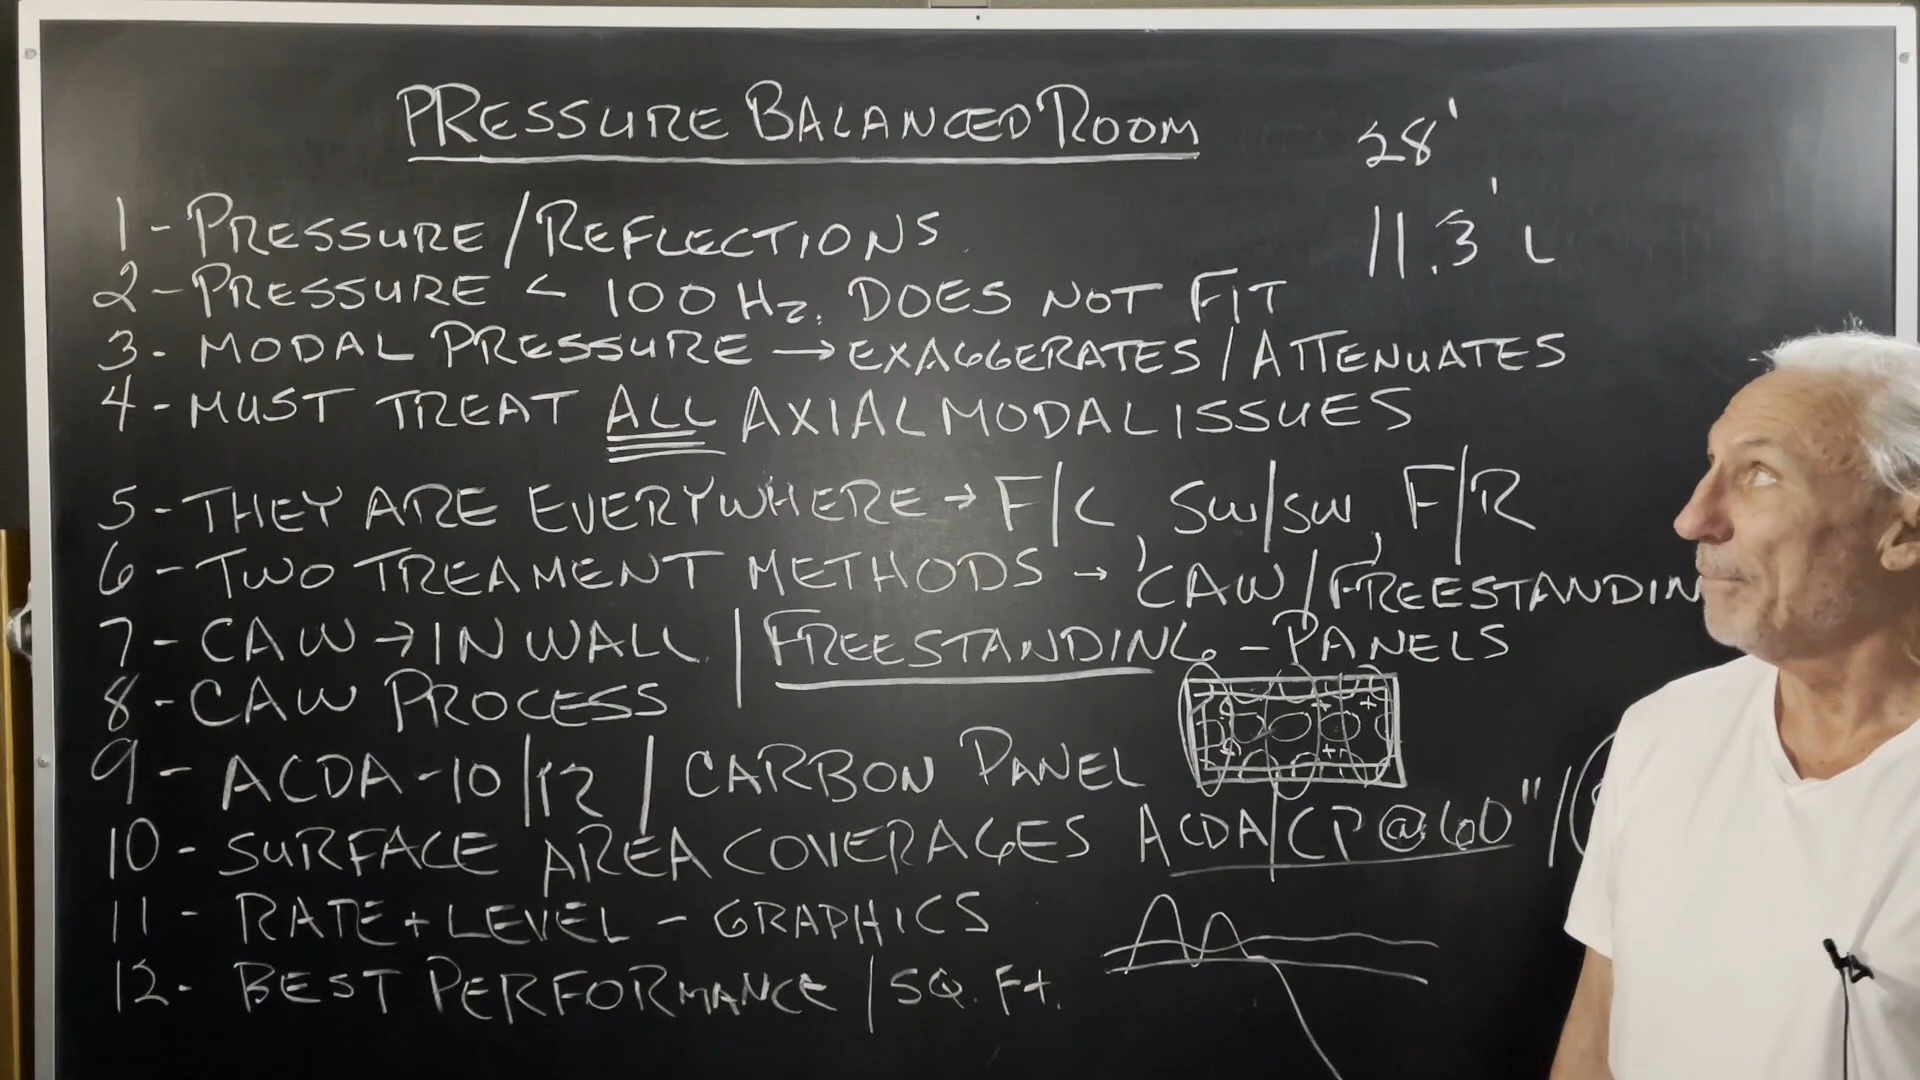 PRESSURE BALANCED ROOM
28'
11.3' L
1 - PRESSURE / REFLECTIONS
2 - PRESSURE < 100 Hz. DOES NOT FIT
3 - MODAL PRESSURE → EXAGGERATES / ATTENUATES
4 - MUST TREAT ALL AXIAL MODAL ISSUES
5 - THEY ARE EVERYWHERE → F/C, SW/SW, F/R
6 - TWO TREAMENT METHODS → CAW / FREESTANDIN
7 - CAW → IN WALL | FREESTANDING - PANELS
8 - CAW PROCESS
9 - ACDA - 10 / 12 / CARBON PANEL
10 - SURFACE AREA COVERAGES ACDA/CP @ 60" /
11 - RATE + LEVEL - GRAPHICS
12 - BEST PERFORMANCE / SQ. Ft.